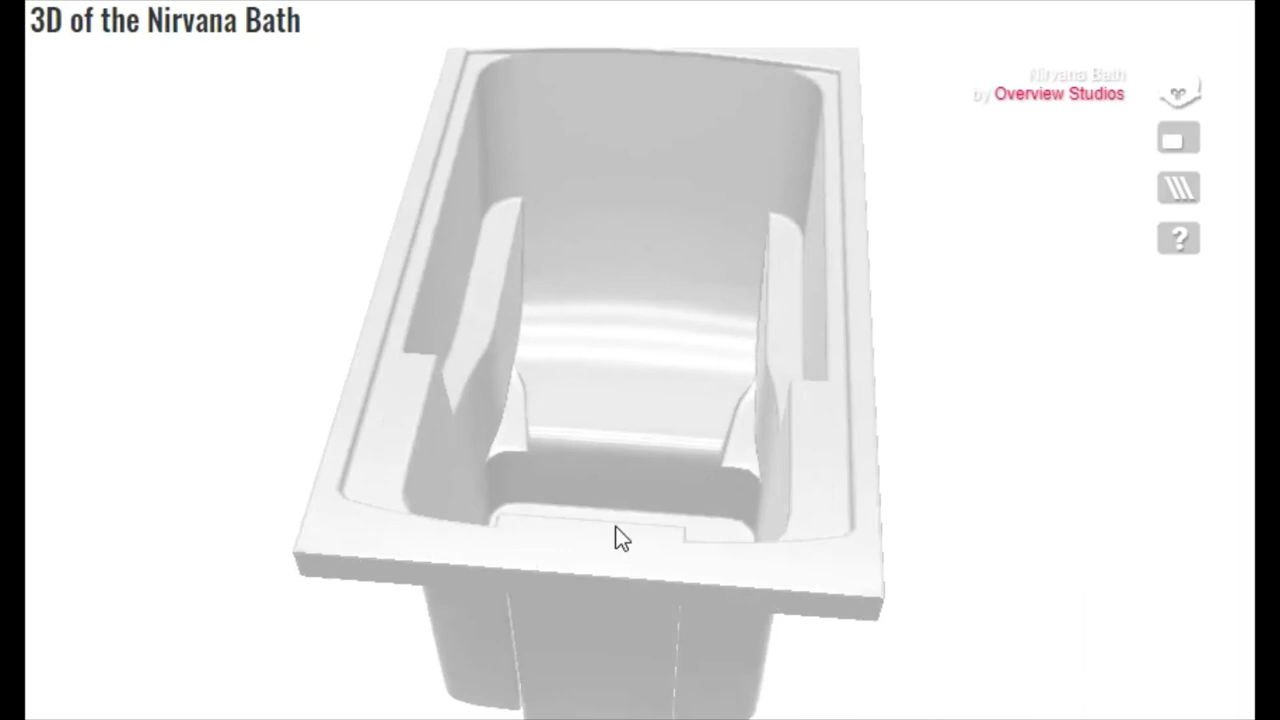 3D of the Nirvana Bath
Nirvana Bath
by Overview Studios
?